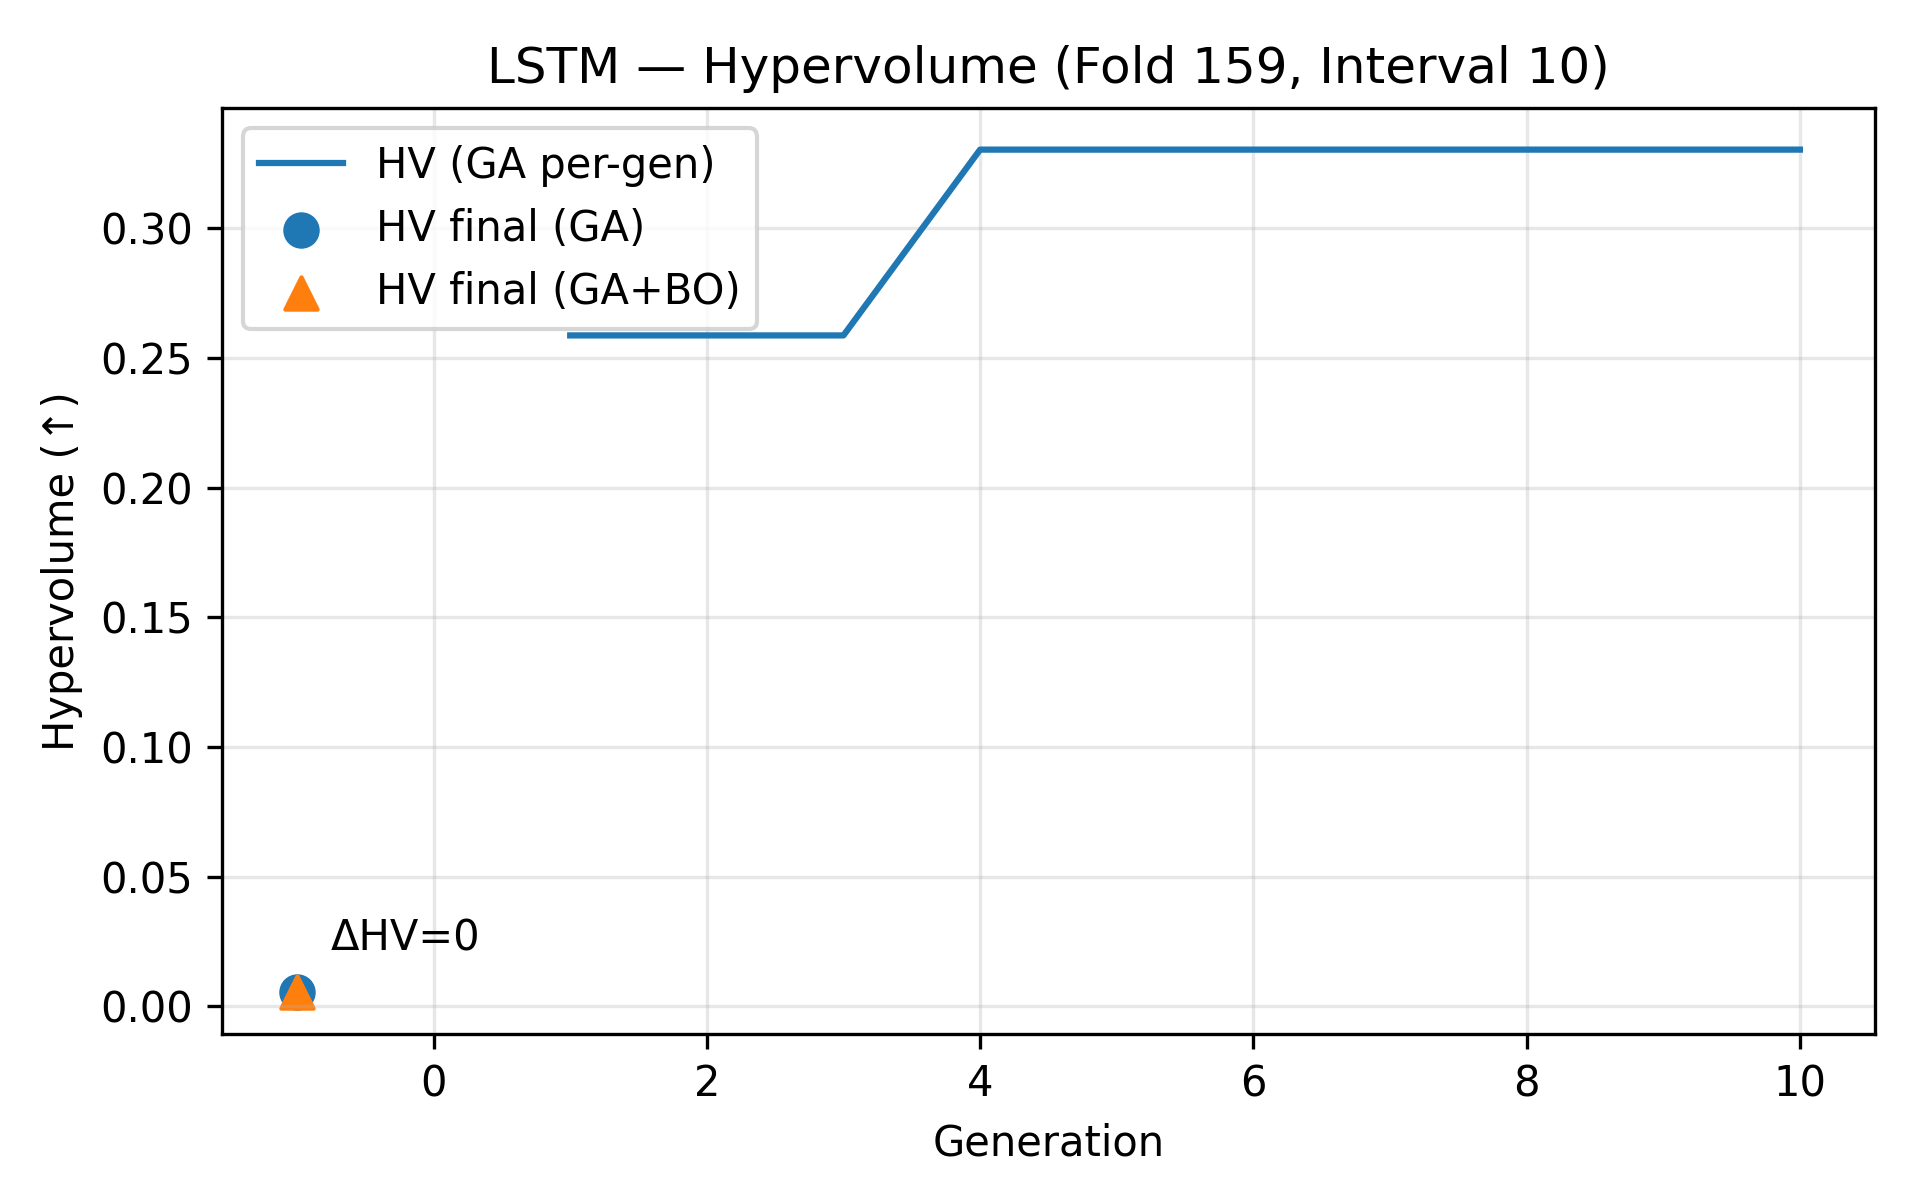 LSTM — Hypervolume (Fold 159, Interval 10)
HV (GA per-gen)
HV final (GA)
HV final (GA+BO)
Hypervolume (↑)
0.30
0.25
0.20
0.15
0.10
0.05
0.00
ΔHV=0
0 2 4 6 8 10
Generation